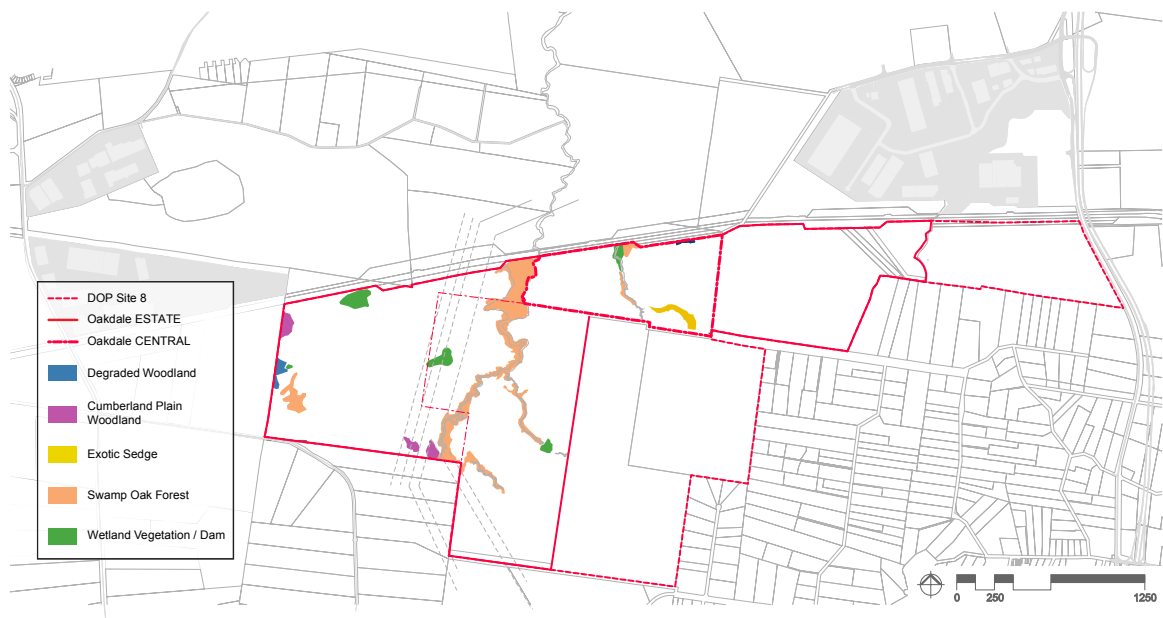 DOP Site 8
Oakdale ESTATE
Oakdale CENTRAL
Degraded Woodland
Cumberland Plain
Woodland
Exotic Sedge
Swamp Oak Forest
Wetland Vegetation / Dam
0 250 1250